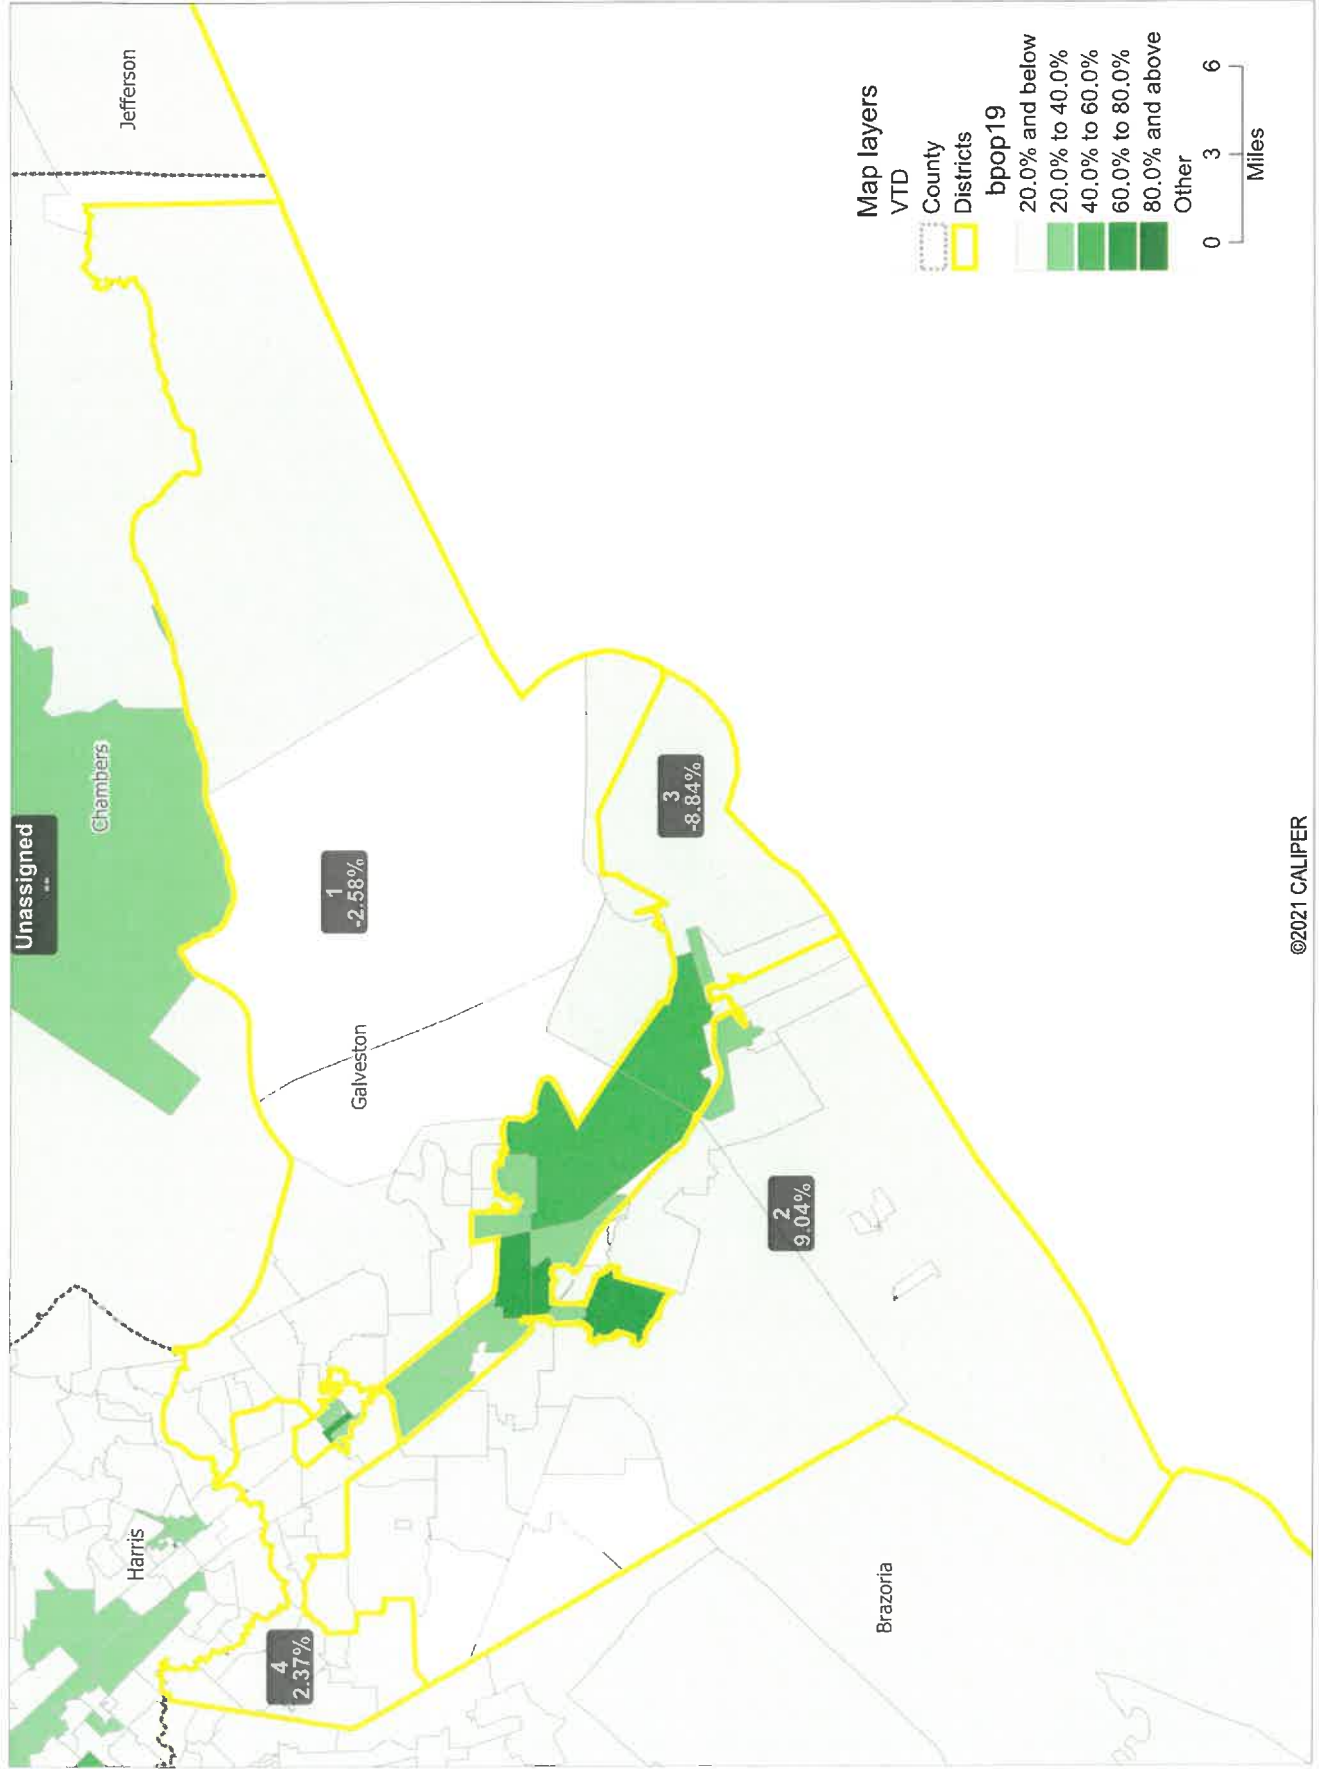 Unassigned
--
Chambers
Jefferson
Harris
Galveston
Brazoria
1
-2.58%
2
9.04%
3
-8.84%
4
2.37%
Map layers
VTD
County
Districts
bpop19
20.0% and below
20.0% to 40.0%
40.0% to 60.0%
60.0% to 80.0%
80.0% and above
Other
0 3 6
Miles
©2021 CALIPER